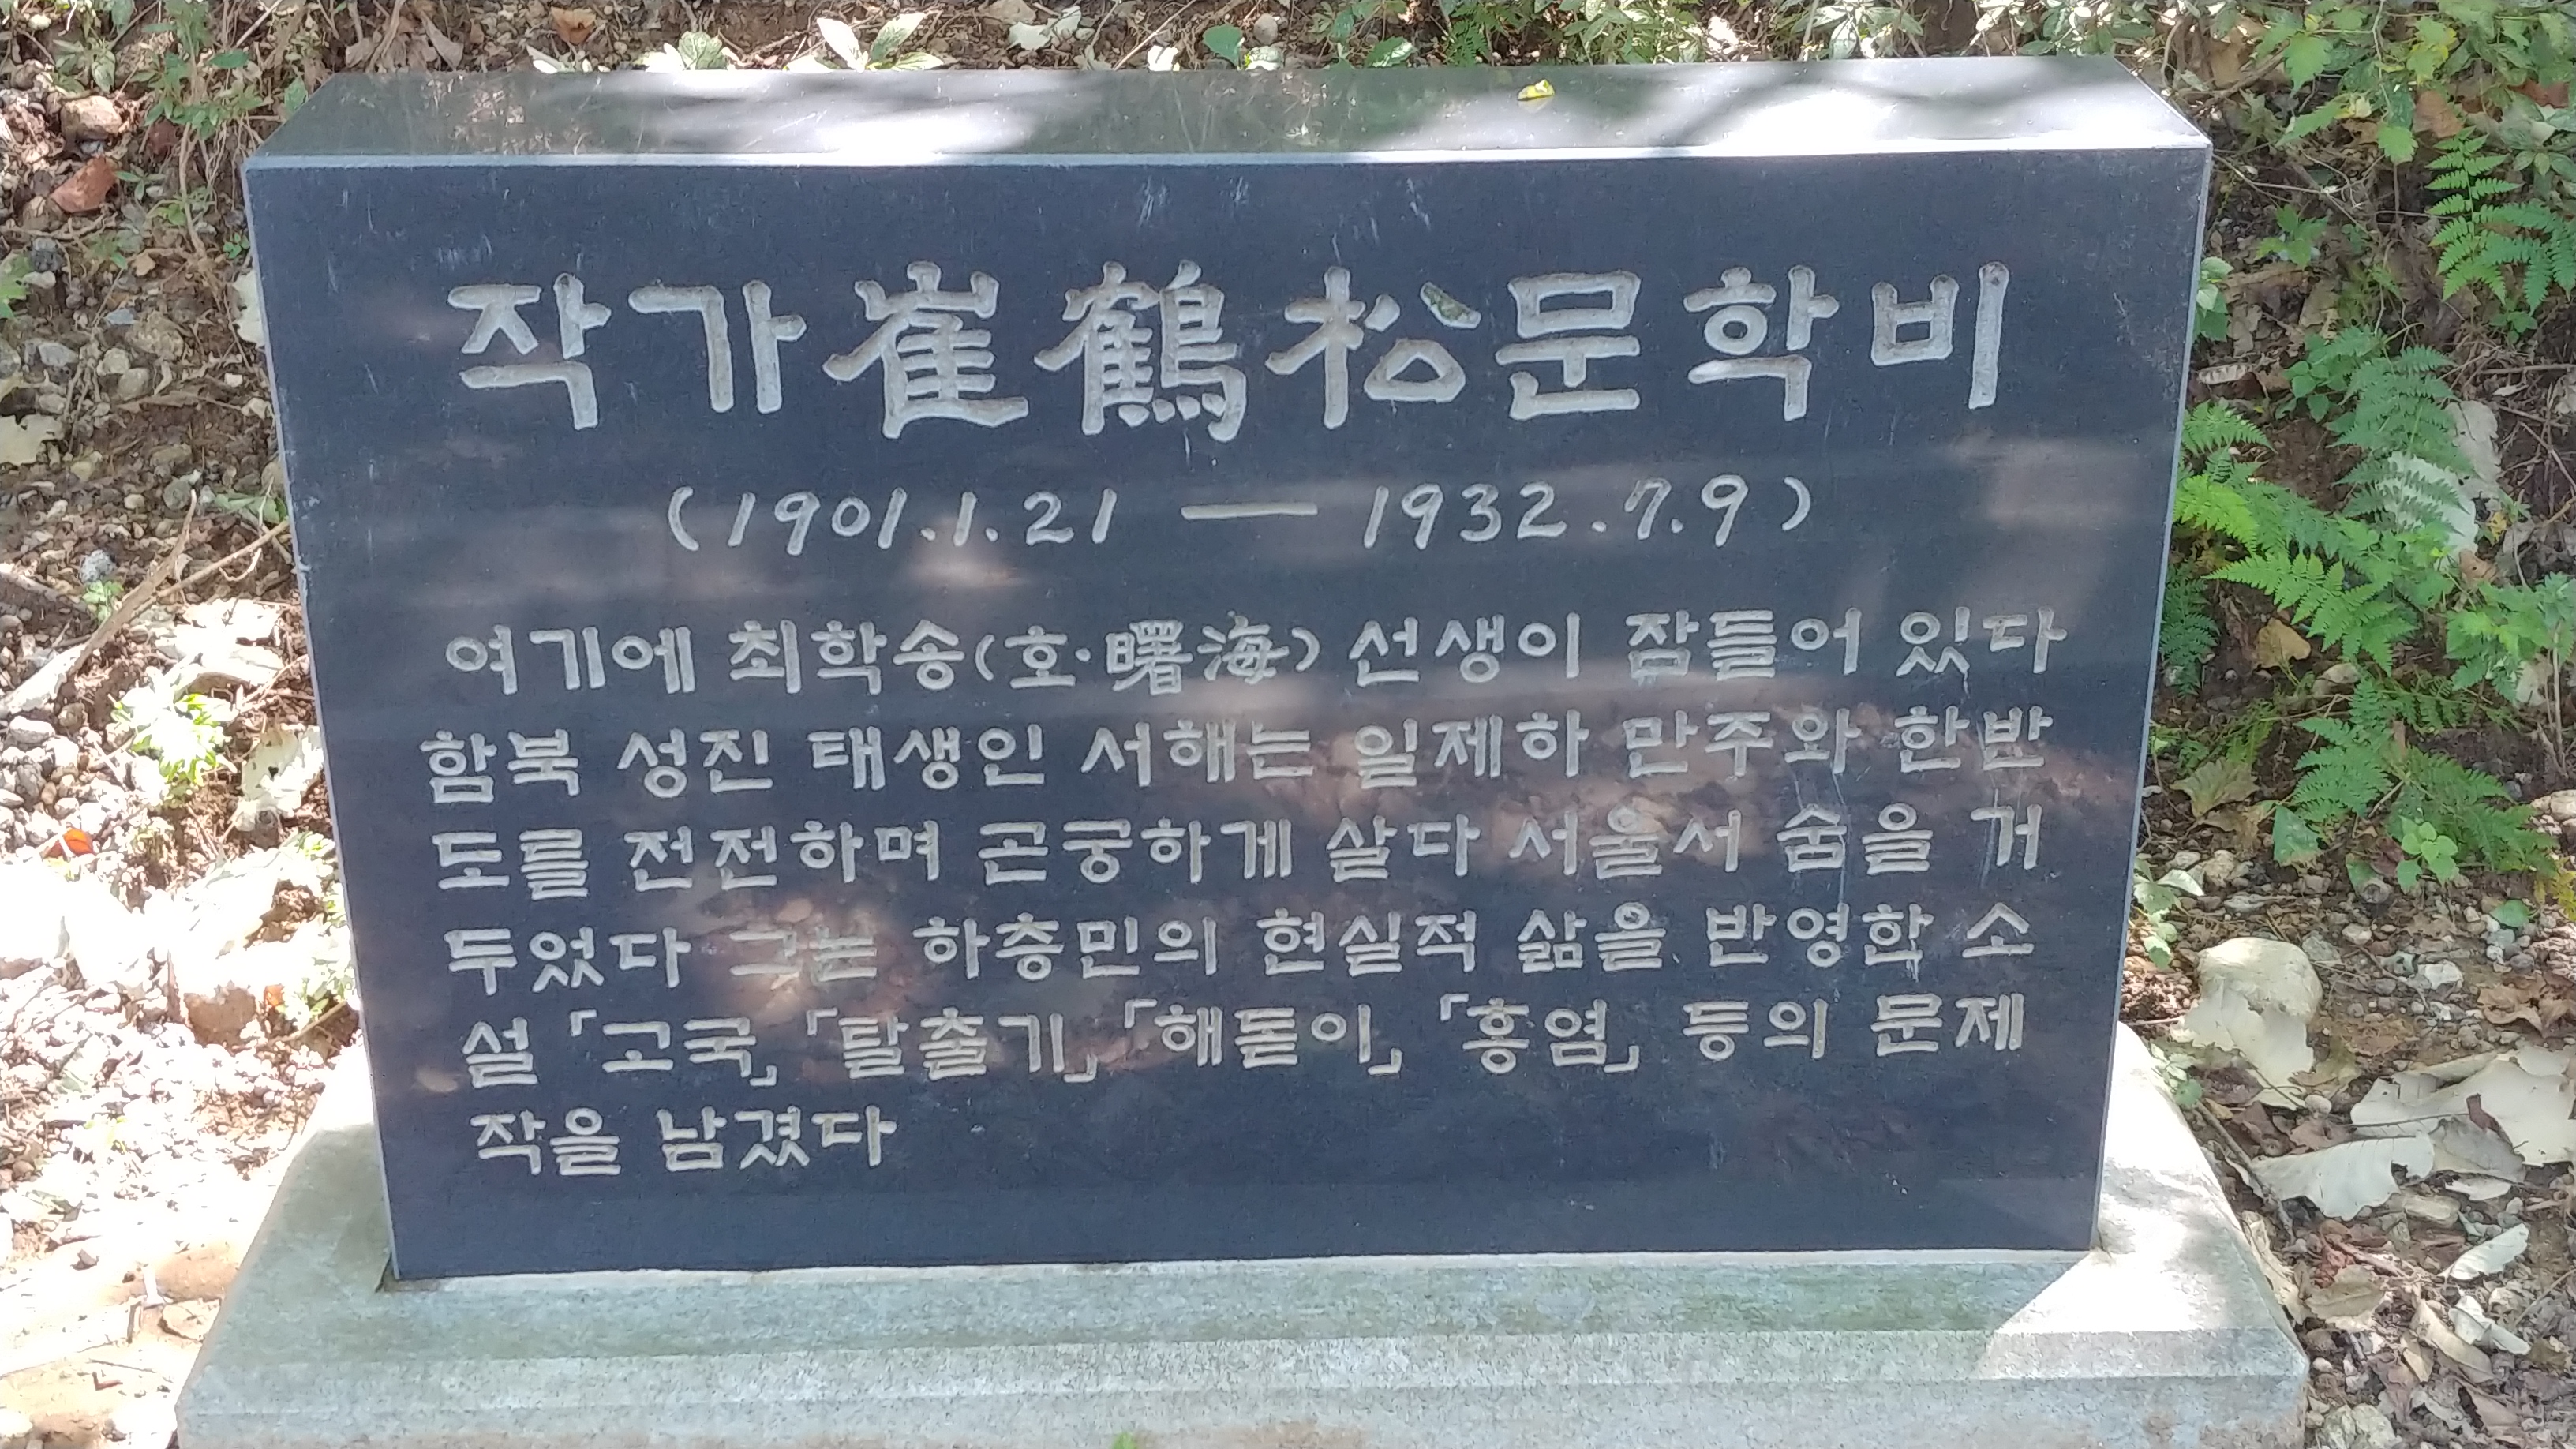 작가崔鶴松문학비
(1901.1.21 — 1932.7.9)
여기에 최학송(호·曙海) 선생이 잠들어 있다
함북 성진 태생인 서해는 일제하 만주와 한반
도를 전전하며 곤궁하게 살다 서울서 숨을 거
두었다 그는 하층민의 현실적 삶을 반영한 소
설 「고국」 「탈출기」 「해돋이」 「홍염」 등의 문제
작을 남겼다